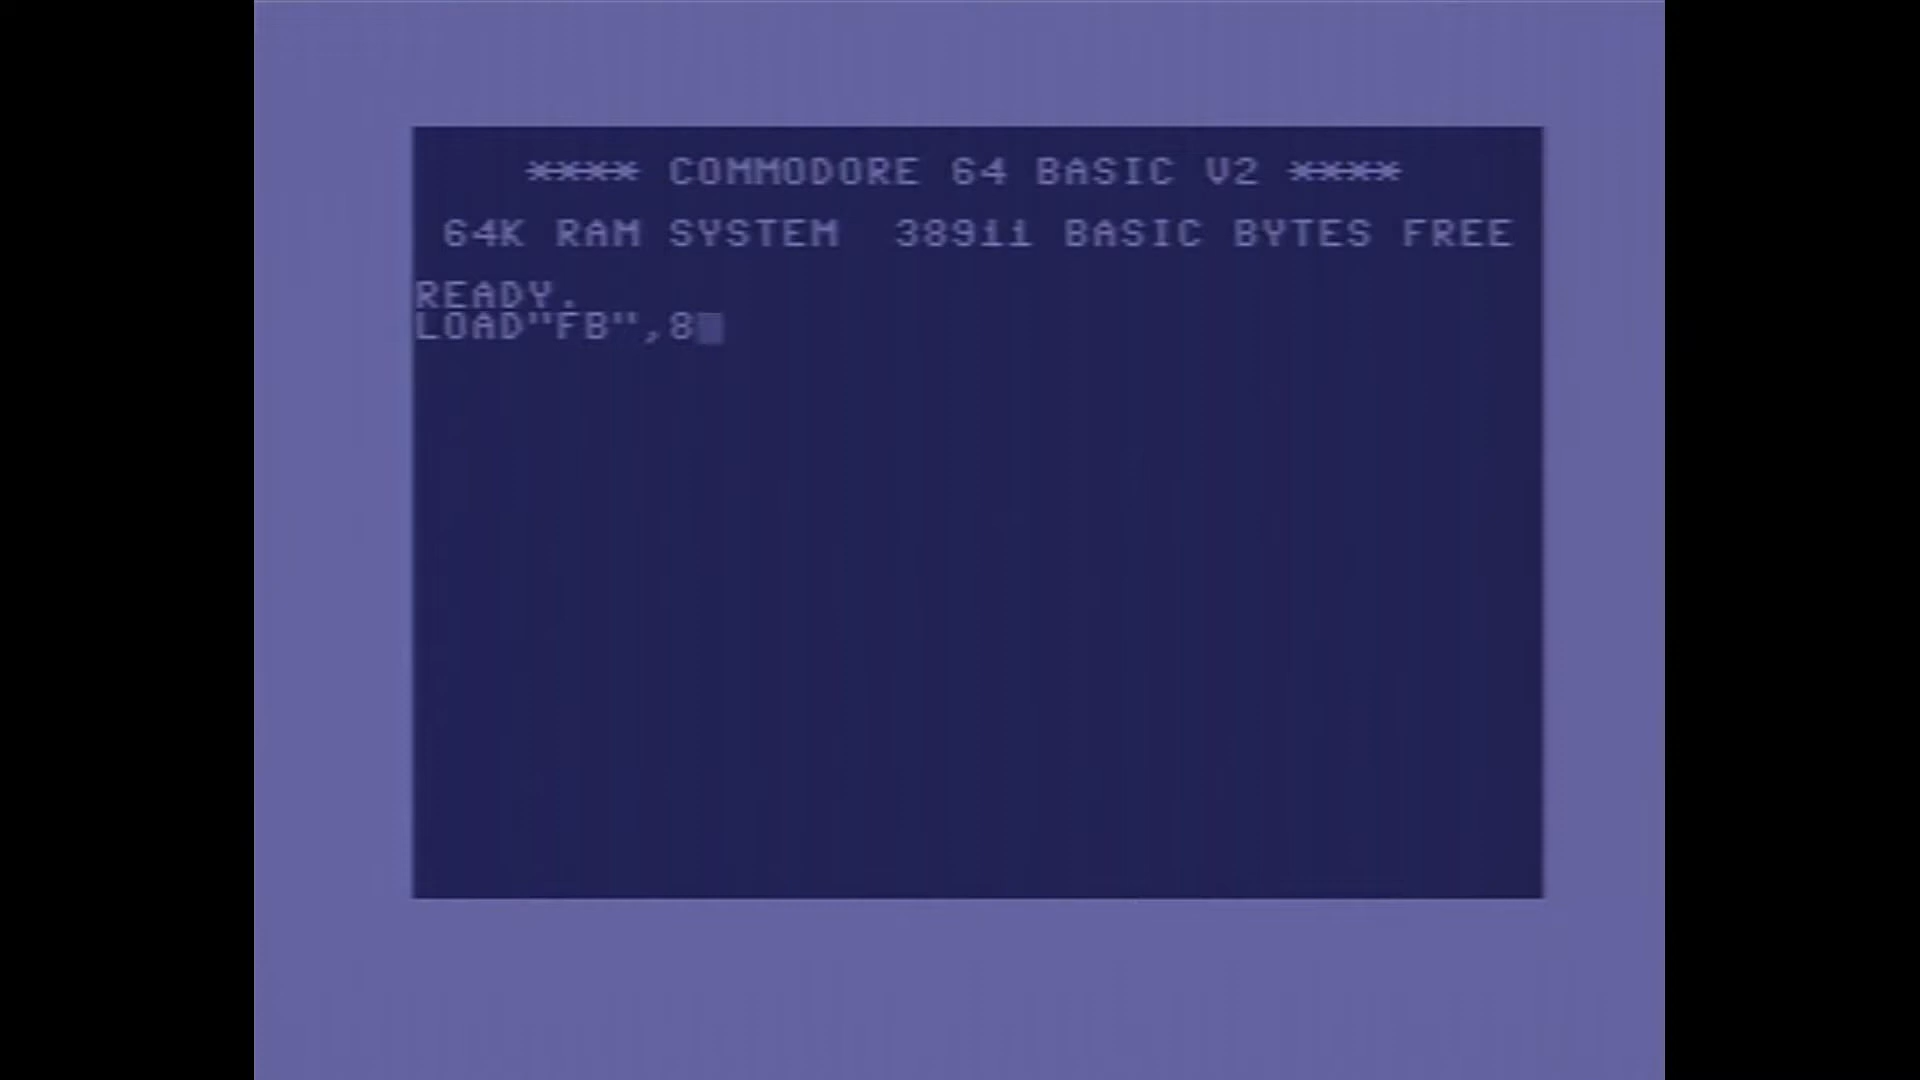 **** COMMODORE 64 BASIC V2 ****
64K RAM SYSTEM  38911 BASIC BYTES FREE
READY.
LOAD"FB",8